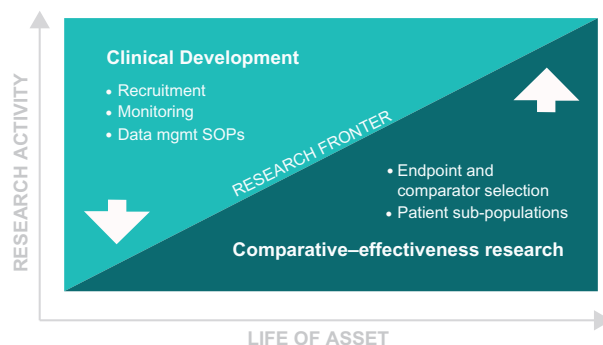 RESEARCH ACTIVITY
Clinical Development
• Recruitment
• Monitoring
• Data mgmt SOPs
RESEARCH FRONTER
• Endpoint and
comparator selection
• Patient sub-populations
Comparative–effectiveness research
LIFE OF ASSET